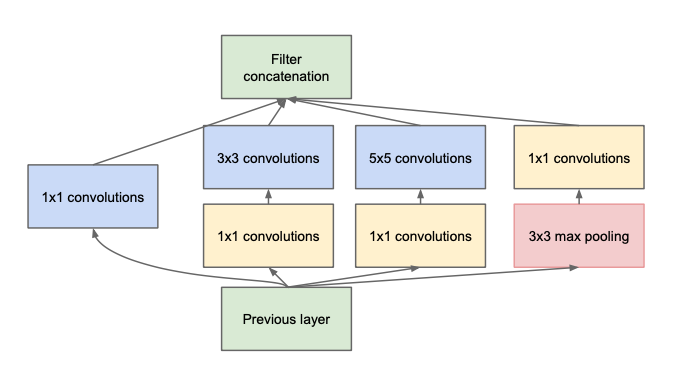 Filter
concatenation
3x3 convolutions
5x5 convolutions
1x1 convolutions
1x1 convolutions
1x1 convolutions
1x1 convolutions
3x3 max pooling
Previous layer